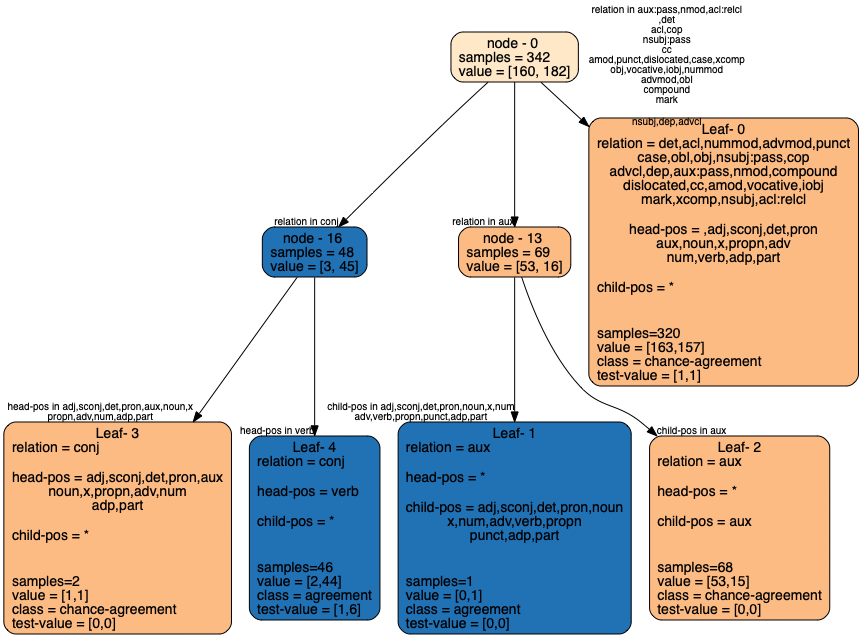 relation in aux:pass,nmod,acl:relcl
,det
acl,cop
nsubj:pass
cc
amod,punct,dislocated,case,xcomp
obj,vocative,iobj,nummod
advmod,obl
compound
mark
nsubj,dep,advcl
node - 0
samples = 342
value = [160, 182]
Leaf- 0
relation = det,acl,nummod,advmod,punct
case,obl,obj,nsubj:pass,cop
advcl,dep,aux:pass,nmod,compound
dislocated,cc,amod,vocative,iobj
mark,xcomp,nsubj,acl:relcl
head-pos = ,adj,sconj,det,pron
aux,noun,x,propn,adv
num,verb,adp,part
child-pos = *
samples=320
value = [163,157]
class = chance-agreement
test-value = [1,1]
relation in conj
node - 16
samples = 48
value = [3, 45]
relation in aux
node - 13
samples = 69
value = [53, 16]
head-pos in adj,sconj,det,pron,aux,noun,x
propn,adv,num,adp,part
Leaf- 3
relation = conj
head-pos = adj,sconj,det,pron,aux
noun,x,propn,adv,num
adp,part
child-pos = *
samples=2
value = [1,1]
class = chance-agreement
test-value = [0,0]
head-pos in verb
Leaf- 4
relation = conj
head-pos = verb
child-pos = *
samples=46
value = [2,44]
class = agreement
test-value = [1,6]
child-pos in adj,sconj,det,pron,noun,x,num
adv,verb,propn,punct,adp,part
Leaf- 1
relation = aux
head-pos = *
child-pos = adj,sconj,det,pron,noun
x,num,adv,verb,propn
punct,adp,part
samples=1
value = [0,1]
class = agreement
test-value = [0,0]
child-pos in aux
Leaf- 2
relation = aux
head-pos = *
child-pos = aux
samples=68
value = [53,15]
class = chance-agreement
test-value = [0,0]